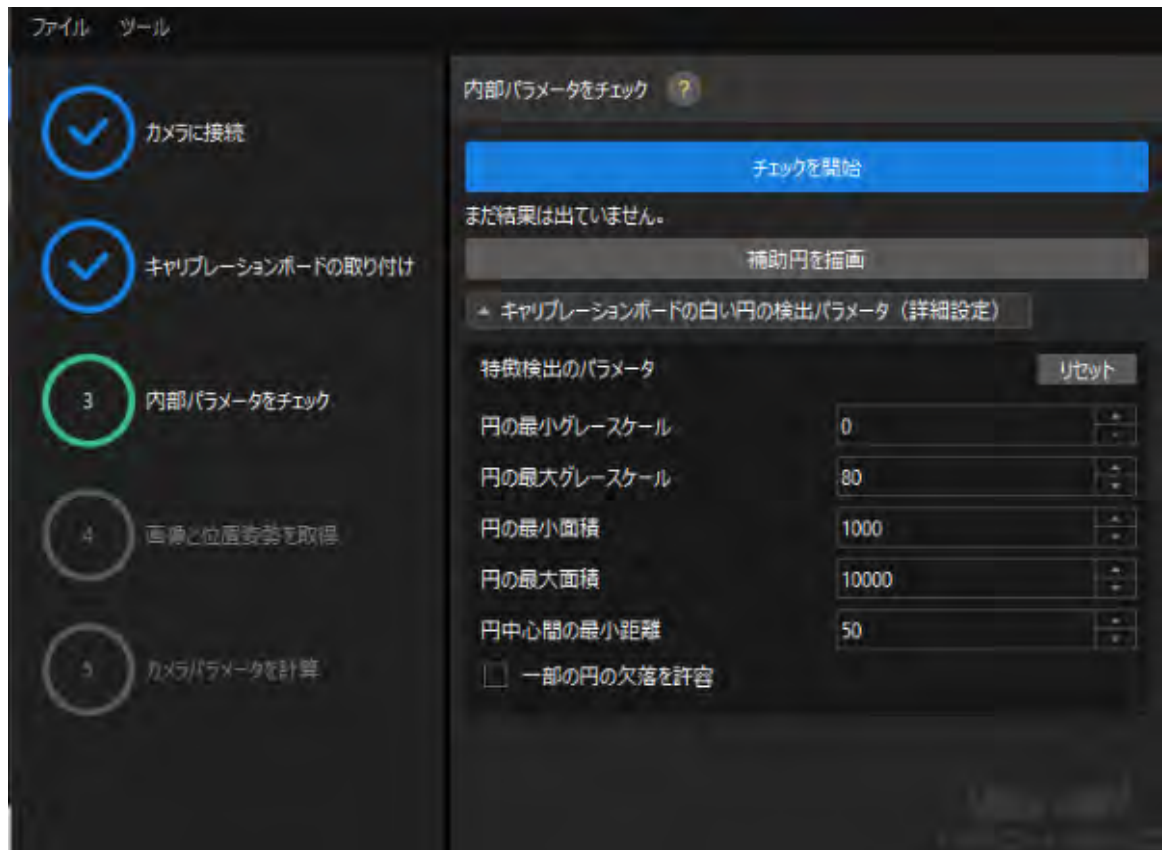 ファイル ツール
カメラに接続
キャリブレーションボードの取り付け
3 内部パラメータをチェック
4 画像と位置姿勢を取得
5 カメラパラメータを計算
内部パラメータをチェック ?
チェックを開始
まだ結果は出ていません。
補助円を描画
キャリブレーションボードの白い円の検出パラメータ（詳細設定）
特徴検出のパラメータ リセット
円の最小グレースケール 0
円の最大グレースケール 80
円の最小面積 1000
円の最大面積 10000
円中心間の最小距離 50
一部の円の欠落を許容